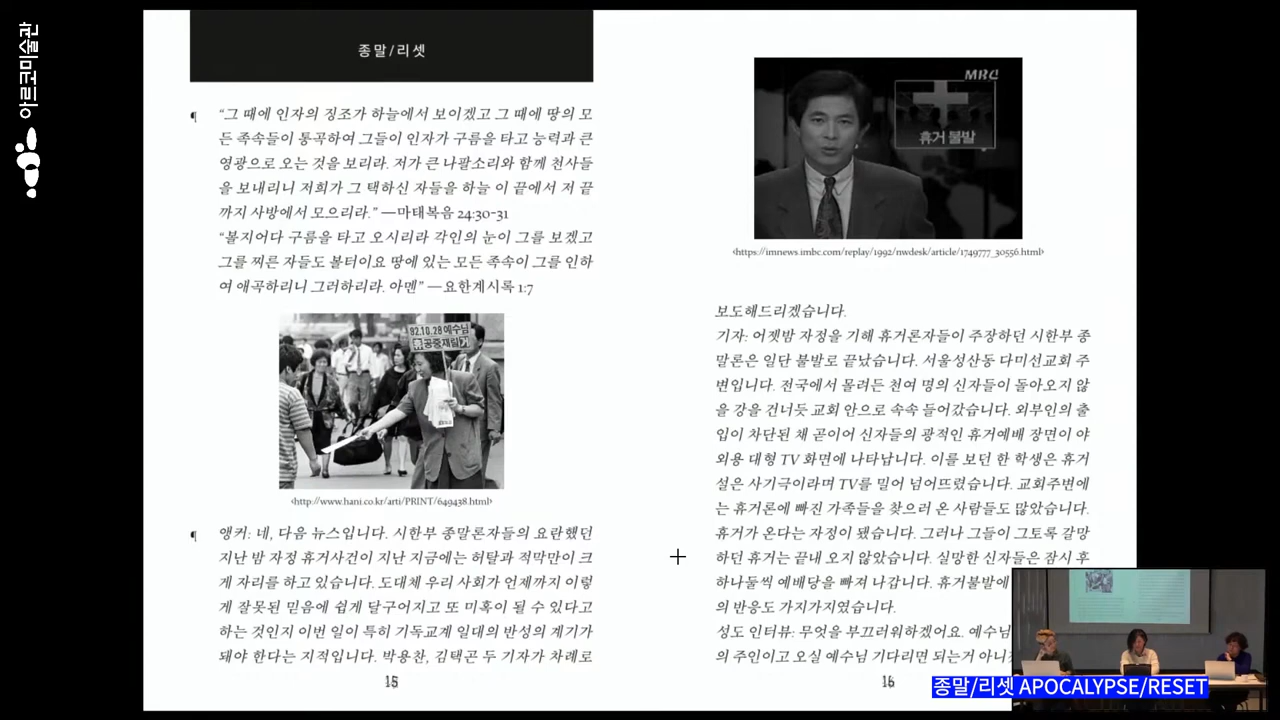 아르코미술관
종말/리셋
¶
“그 때에 인자의 징조가 하늘에서 보이겠고 그 때에 땅의 모
든 족속들이 통곡하여 그들이 인자가 구름을 타고 능력과 큰
영광으로 오는 것을 보리라. 저가 큰 나팔소리와 함께 천사들
을 보내리니 저희가 그 택하신 자들을 하늘 이 끝에서 저 끝
까지 사방에서 모으리라.” —마태복음 24:30-31
“볼지어다 구름을 타고 오시리라 각인의 눈이 그를 보겠고
그를 찌른 자들도 볼터이요 땅에 있는 모든 족속이 그를 인하
여 애곡하리니 그러하리라. 아멘” —요한계시록 1:7
92.10.28 예수님
공중재림
<http://www.hani.co.kr/arti/PRINT/649438.html>
¶
앵커: 네, 다음 뉴스입니다. 시한부 종말론자들의 요란했던
지난 밤 자정 휴거사건이 지난 지금에는 허탈과 적막만이 크
게 자리를 하고 있습니다. 도대체 우리 사회가 언제까지 이렇
게 잘못된 믿음에 쉽게 달구어지고 또 미혹이 될 수 있다고
하는 것인지 이번 일이 특히 기독교계 일대의 반성의 계기가
돼야 한다는 지적입니다. 박용찬, 김택곤 두 기자가 차례로
15
MBC
휴거 불발
<https://imnews.imbc.com/replay/1992/nwdesk/article/1749777_30556.html>
보도해드리겠습니다.
기자: 어젯밤 자정을 기해 휴거론자들이 주장하던 시한부 종
말론은 일단 불발로 끝났습니다. 서울성산동 다미선교회 주
변입니다. 전국에서 몰려든 천여 명의 신자들이 돌아오지 않
을 강을 건너듯 교회 안으로 속속 들어갔습니다. 외부인의 출
입이 차단된 채 곧이어 신자들의 광적인 휴거예배 장면이 야
외용 대형 TV 화면에 나타납니다. 이를 보던 한 학생은 휴거
설은 사기극이라며 TV를 밀어 넘어뜨렸습니다. 교회주변에
는 휴거론에 빠진 가족들을 찾으러 온 사람들도 많았습니다.
휴거가 온다는 자정이 됐습니다. 그러나 그들이 그토록 갈망
하던 휴거는 끝내 오지 않았습니다. 실망한 신자들은 잠시 후
하나둘씩 예배당을 빠져 나갑니다. 휴거불발에
의 반응도 가지가지였습니다.
성도 인터뷰: 무엇을 부끄러워하겠어요. 예수님
의 주인이고 오실 예수님 기다리면 되는거 아니
16
종말/리셋 APOCALYPSE/RESET